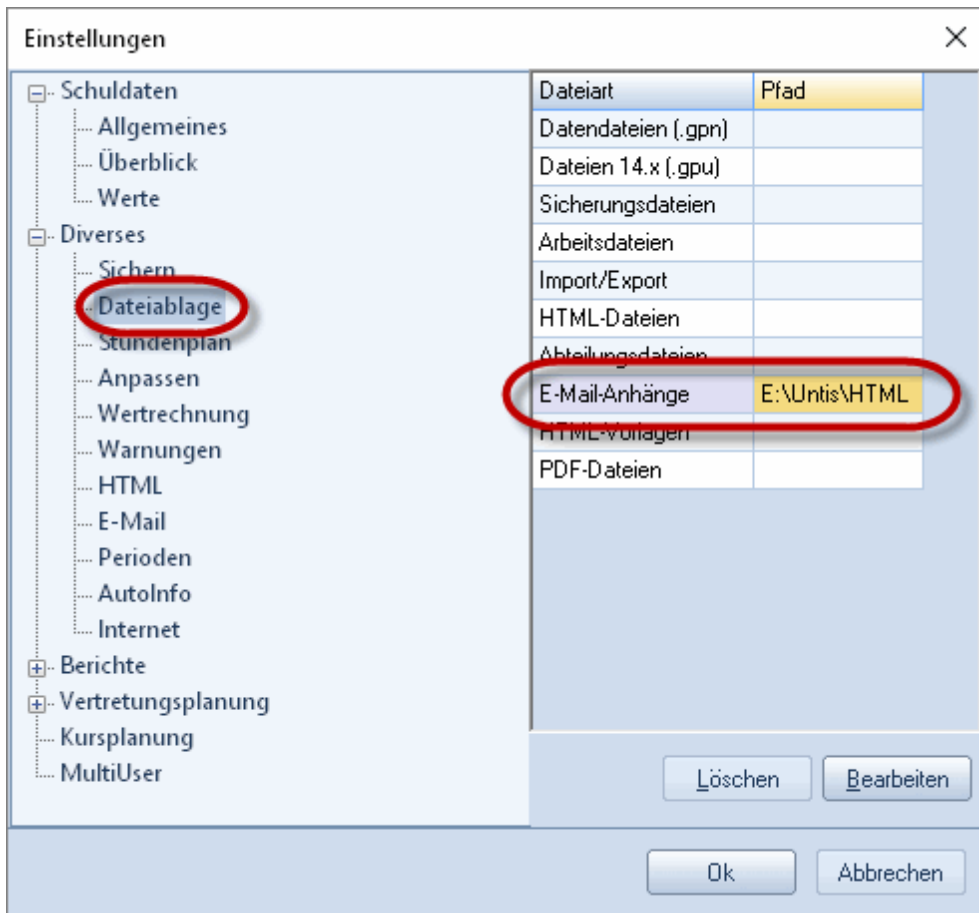 Einstellungen
Schuldaten
Allgemeines
Überblick
Werte
Diverses
Sichern
Dateiablage
Stundenplan
Anpassen
Wertrechnung
Warnungen
HTML
E-Mail
Perioden
AutoInfo
Internet
Berichte
Vertretungsplanung
Kursplanung
MultiUser
Dateiart Pfad
Datendateien (.gpn)
Dateien 14.x (.gpu)
Sicherungsdateien
Arbeitsdateien
Import/Export
HTML-Dateien
Abteilungsdateien
E-Mail-Anhänge E:\Untis\HTML
HTML-Vorlagen
PDF-Dateien
Löschen Bearbeiten
Ok Abbrechen